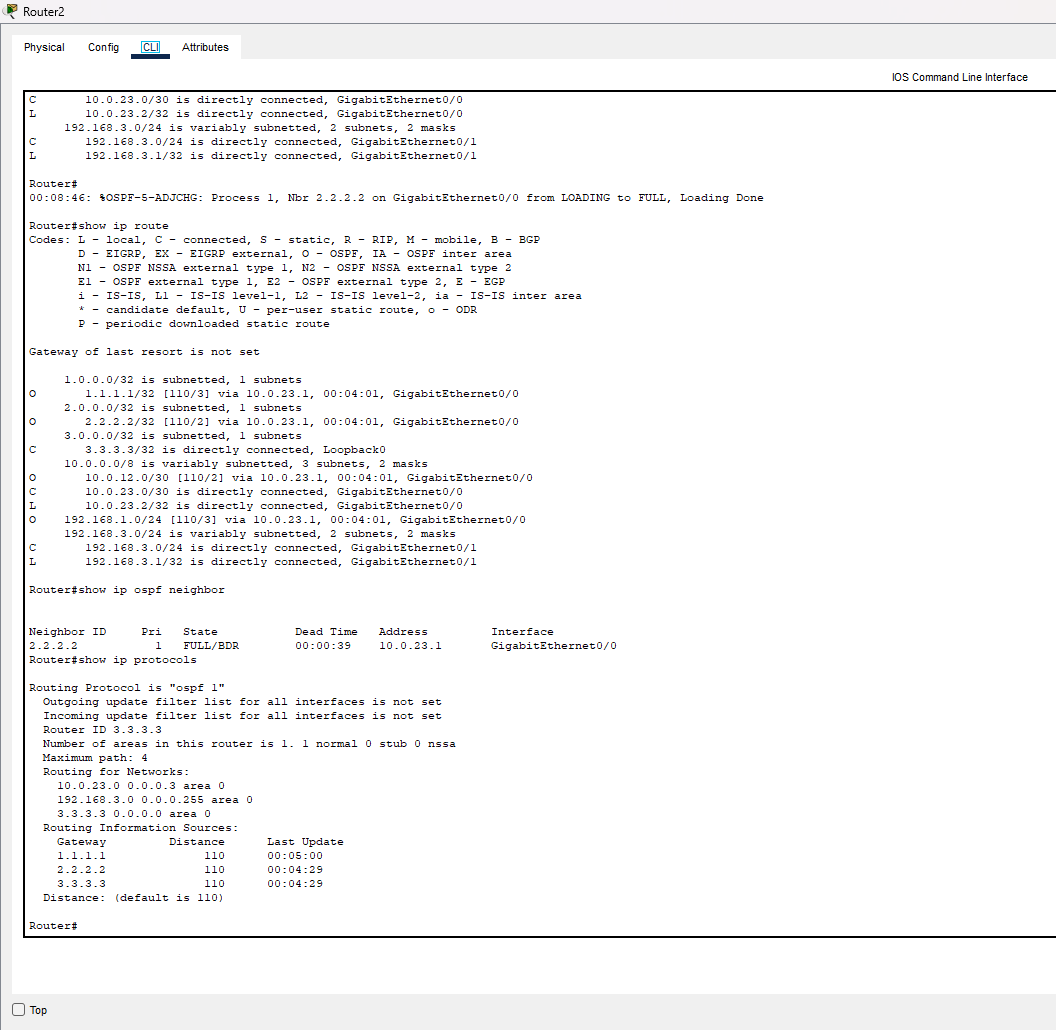 Router2
Physical Config CLI Attributes
IOS Command Line Interface
C       10.0.23.0/30 is directly connected, GigabitEthernet0/0
L       10.0.23.2/32 is directly connected, GigabitEthernet0/0
     192.168.3.0/24 is variably subnetted, 2 subnets, 2 masks
C       192.168.3.0/24 is directly connected, GigabitEthernet0/1
L       192.168.3.1/32 is directly connected, GigabitEthernet0/1
Router#
00:08:46: %OSPF-5-ADJCHG: Process 1, Nbr 2.2.2.2 on GigabitEthernet0/0 from LOADING to FULL, Loading Done
Router#show ip route
Codes: L - local, C - connected, S - static, R - RIP, M - mobile, B - BGP
       D - EIGRP, EX - EIGRP external, O - OSPF, IA - OSPF inter area
       N1 - OSPF NSSA external type 1, N2 - OSPF NSSA external type 2
       E1 - OSPF external type 1, E2 - OSPF external type 2, E - EGP
       i - IS-IS, L1 - IS-IS level-1, L2 - IS-IS level-2, ia - IS-IS inter area
       * - candidate default, U - per-user static route, o - ODR
       P - periodic downloaded static route
Gateway of last resort is not set
     1.0.0.0/32 is subnetted, 1 subnets
O       1.1.1.1/32 [110/3] via 10.0.23.1, 00:04:01, GigabitEthernet0/0
     2.0.0.0/32 is subnetted, 1 subnets
O       2.2.2.2/32 [110/2] via 10.0.23.1, 00:04:01, GigabitEthernet0/0
     3.0.0.0/32 is subnetted, 1 subnets
C       3.3.3.3/32 is directly connected, Loopback0
     10.0.0.0/8 is variably subnetted, 3 subnets, 2 masks
O       10.0.12.0/30 [110/2] via 10.0.23.1, 00:04:01, GigabitEthernet0/0
C       10.0.23.0/30 is directly connected, GigabitEthernet0/0
L       10.0.23.2/32 is directly connected, GigabitEthernet0/0
O    192.168.1.0/24 [110/3] via 10.0.23.1, 00:04:01, GigabitEthernet0/0
     192.168.3.0/24 is variably subnetted, 2 subnets, 2 masks
C       192.168.3.0/24 is directly connected, GigabitEthernet0/1
L       192.168.3.1/32 is directly connected, GigabitEthernet0/1
Router#show ip ospf neighbor
Neighbor ID     Pri   State           Dead Time   Address         Interface
2.2.2.2           1   FULL/BDR        00:00:39    10.0.23.1       GigabitEthernet0/0
Router#show ip protocols
Routing Protocol is "ospf 1"
  Outgoing update filter list for all interfaces is not set
  Incoming update filter list for all interfaces is not set
  Router ID 3.3.3.3
  Number of areas in this router is 1. 1 normal 0 stub 0 nssa
  Maximum path: 4
  Routing for Networks:
    10.0.23.0 0.0.0.3 area 0
    192.168.3.0 0.0.0.255 area 0
    3.3.3.3 0.0.0.0 area 0
  Routing Information Sources:
    Gateway         Distance      Last Update
    1.1.1.1              110      00:05:00
    2.2.2.2              110      00:04:29
    3.3.3.3              110      00:04:29
  Distance: (default is 110)
Router#
Top